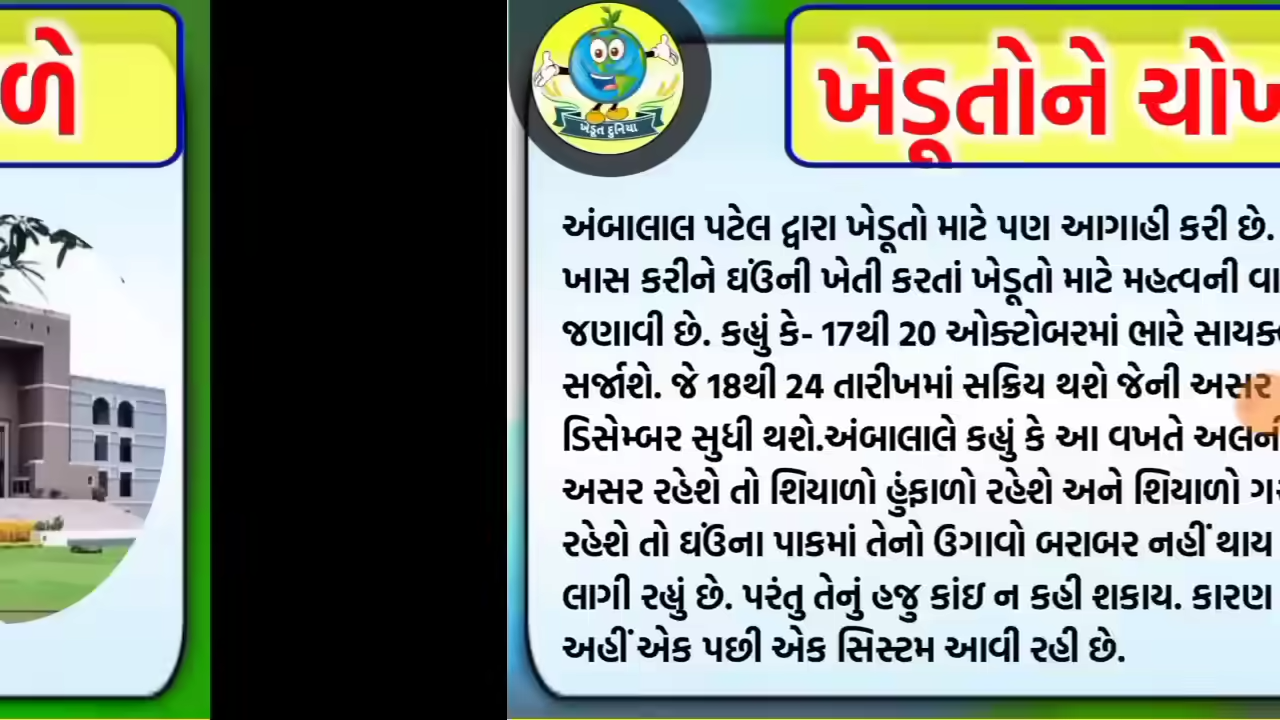 ળે
ખેડૂત દુનિયા
ખેડૂતોને ચોખ
અંબાલાલ પટેલ દ્વારા ખેડૂતો માટે પણ આગાહી કરી છે.
ખાસ કરીને ઘઉંની ખેતી કરતાં ખેડૂતો માટે મહત્વની વા
જણાવી છે. કહ્યું કે- 17થી 20 ઓક્ટોબરમાં ભારે સાયક્
સર્જાશે. જે 18થી 24 તારીખમાં સક્રિય થશે જેની અસર
ડિસેમ્બર સુધી થશે.અંબાલાલે કહ્યું કે આ વખતે અલની
અસર રહેશે તો શિયાળો હુંફાળો રહેશે અને શિયાળો ગર
રહેશે તો ઘઉંના પાકમાં તેનો ઉગાવો બરાબર નહીં થાય
લાગી રહ્યું છે. પરંતુ તેનું હજુ કાંઇ ન કહી શકાય. કારણ
અહીં એક પછી એક સિસ્ટમ આવી રહી છે.